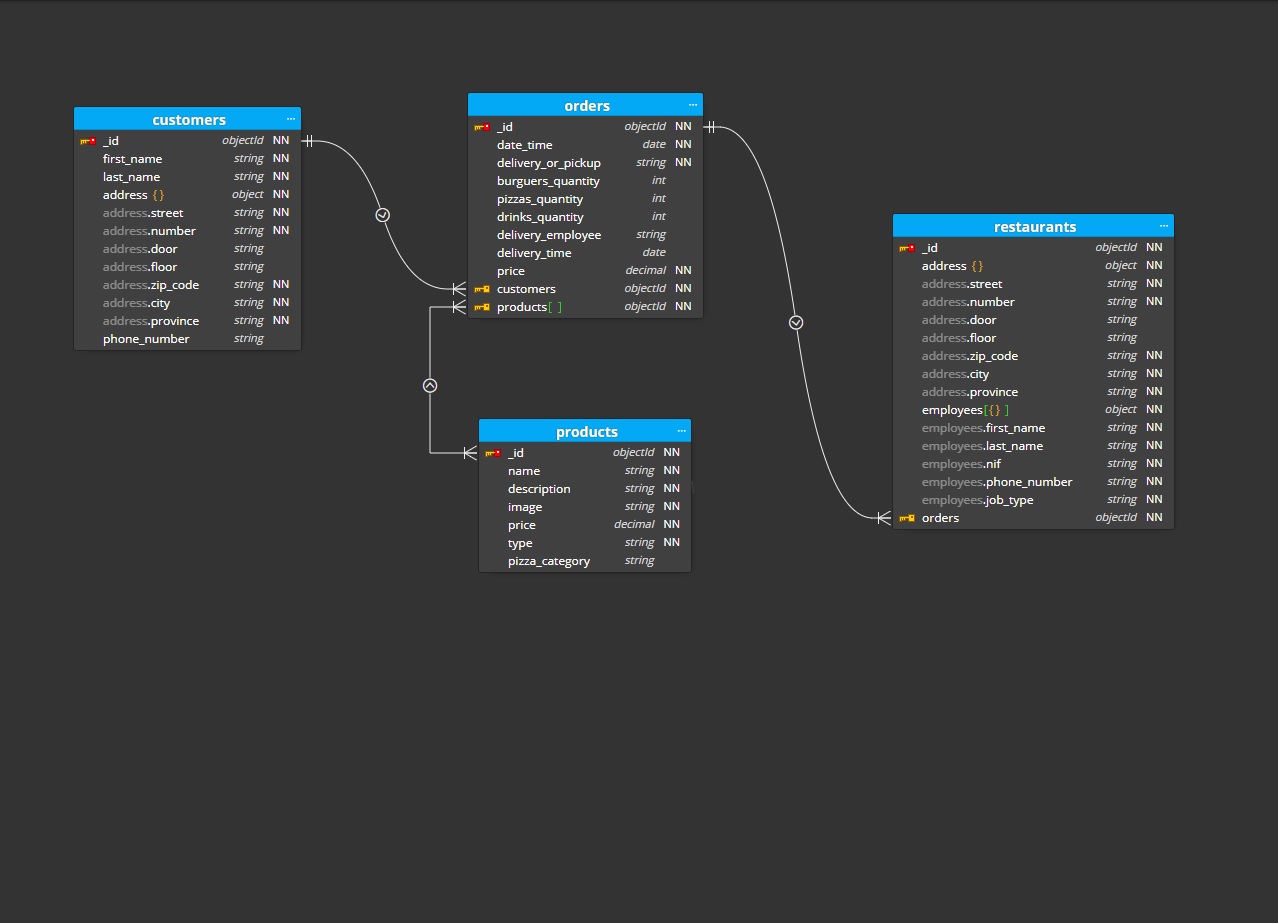 customers ...
_id objectId NN
first_name string NN
last_name string NN
address {} object NN
address.street string NN
address.number string NN
address.door string
address.floor string
address.zip_code string NN
address.city string NN
address.province string NN
phone_number string
orders ...
_id objectId NN
date_time date NN
delivery_or_pickup string NN
burguers_quantity int
pizzas_quantity int
drinks_quantity int
delivery_employee string
delivery_time date
price decimal NN
customers objectId NN
products[ ] objectId NN
products ...
_id objectId NN
name string NN
description string NN
image string NN
price decimal NN
type string NN
pizza_category string
restaurants ...
_id objectId NN
address {} object NN
address.street string NN
address.number string NN
address.door string
address.floor string
address.zip_code string NN
address.city string NN
address.province string NN
employees[{} ] object NN
employees.first_name string NN
employees.last_name string NN
employees.nif string NN
employees.phone_number string NN
employees.job_type string NN
orders objectId NN